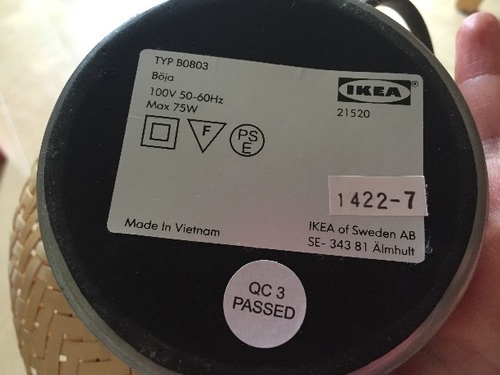 TYP B0803
Böja
100V 50-60Hz
Max 75W
F
PS
E
IKEA®
21520
1422-7
Made In Vietnam
IKEA of Sweden AB
SE- 343 81 Älmhult
QC 3
PASSED